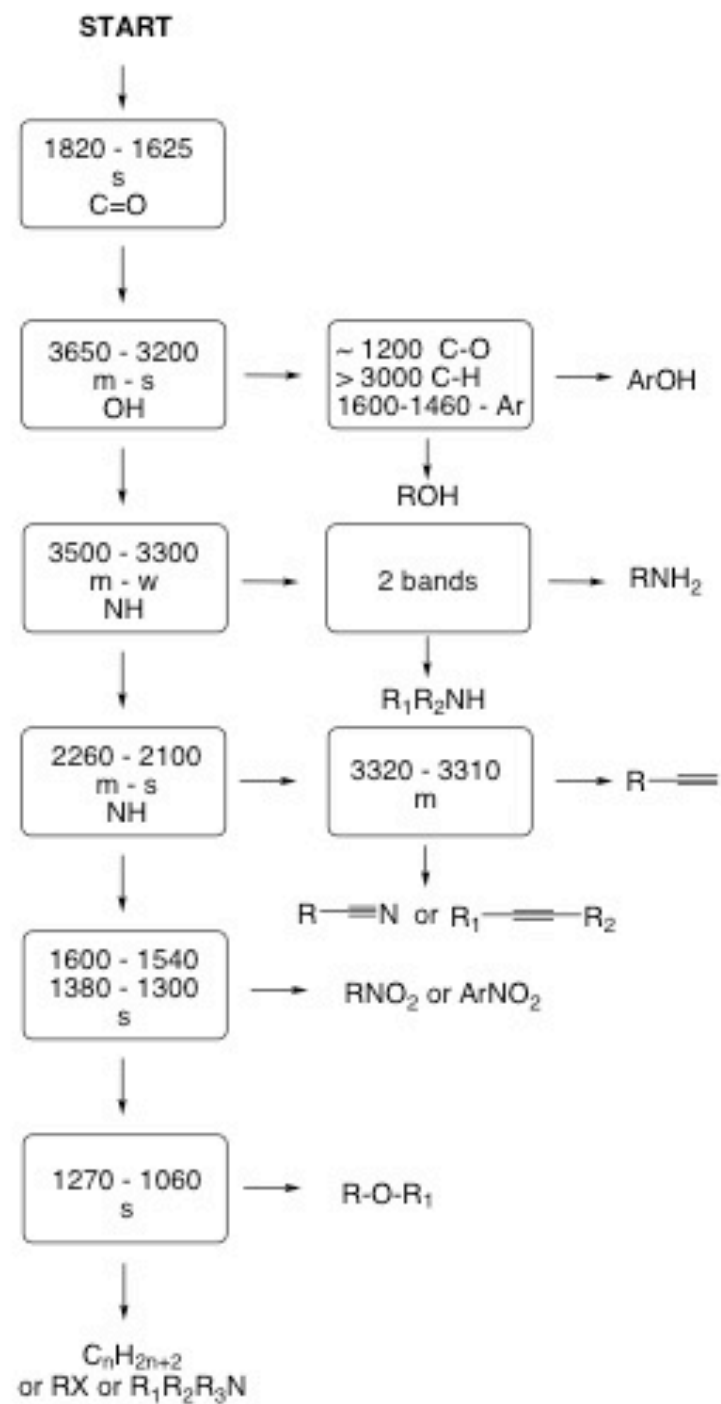 START
1820 - 1625
s
C=O
3650 - 3200
m - s
OH
~ 1200 C-O
> 3000 C-H
1600-1460 - Ar
ArOH
ROH
3500 - 3300
m - w
NH
2 bands
RNH₂
R₁R₂NH
2260 - 2100
m - s
NH
3320 - 3310
m
R
R N or R₁ R₂
1600 - 1540
1380 - 1300
s
RNO₂ or ArNO₂
1270 - 1060
s
R-O-R₁
CₙH₂ₙ₊₂
or RX or R₁R₂R₃N